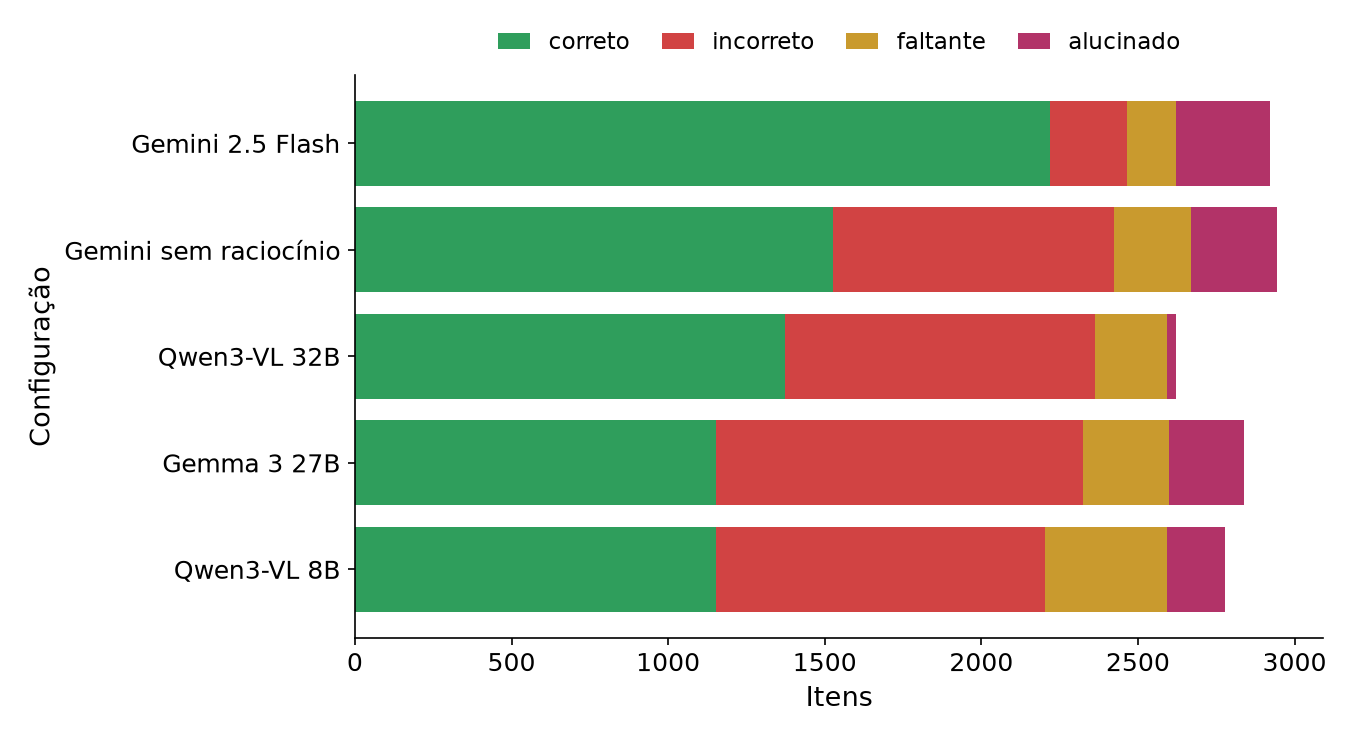 correto incorreto faltante alucinado
Configuração
Gemini 2.5 Flash
Gemini sem raciocínio
Qwen3-VL 32B
Gemma 3 27B
Qwen3-VL 8B
0 500 1000 1500 2000 2500 3000
Itens